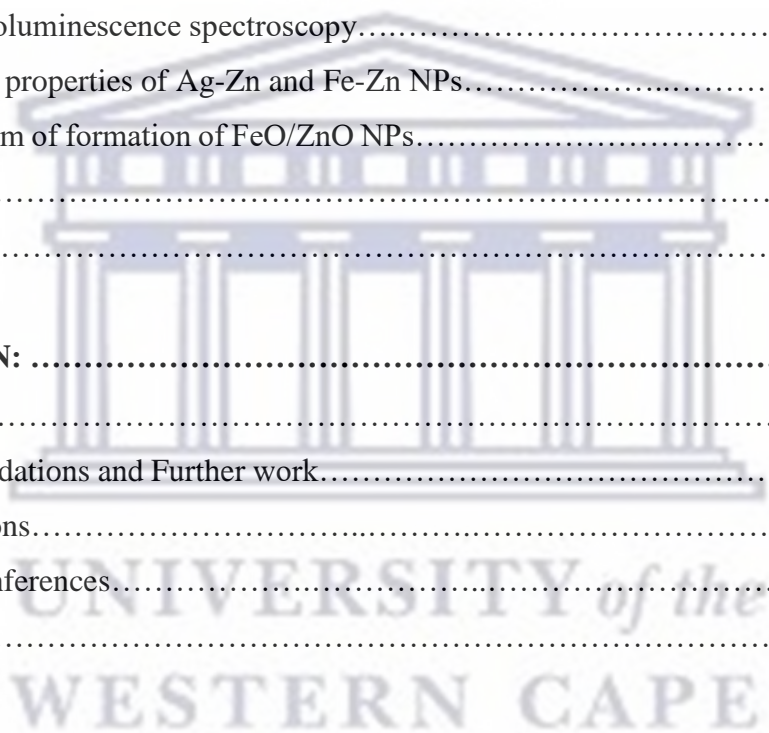 oluminescence spectroscopy…………………………………
properties of Ag-Zn and Fe-Zn NPs………………..………
m of formation of FeO/ZnO NPs………………………………
……………………………………………………………………
……………………………………………………………………
N: …………………………………………………………………
……………………………………………………………………
dations and Further work………………………………………
ons……………………..……….………………………………
nferences……………………………..…………………………
……………………………………………………………………
UNIVERSITY of the
WESTERN CAPE